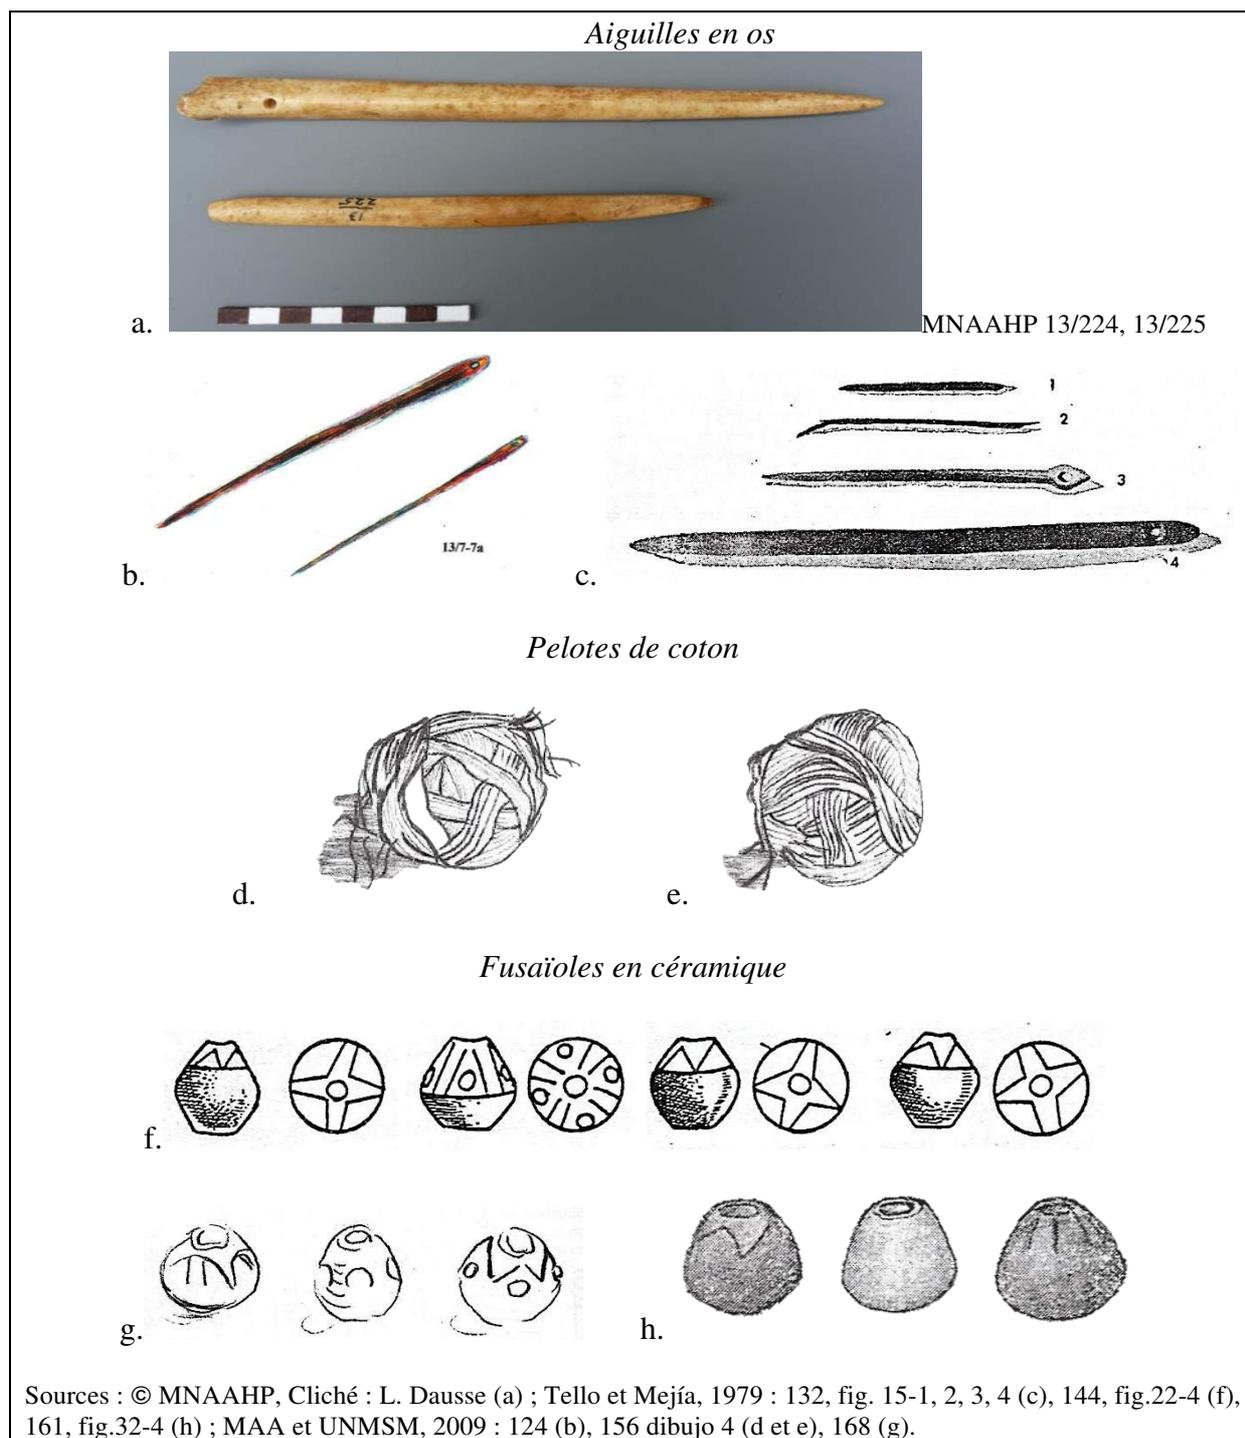 Aiguilles en os
13
225
a.
MNAAHP 13/224, 13/225
1
2
3
4
13/7-7a
b.
c.
Pelotes de coton
d.
e.
Fusaïoles en céramique
f.
g.
h.
Sources : © MNAAHP, Cliché : L. Dausse (a) ; Tello et Mejía, 1979 : 132, fig. 15-1, 2, 3, 4 (c), 144, fig.22-4 (f),
161, fig.32-4 (h) ; MAA et UNMSM, 2009 : 124 (b), 156 dibujo 4 (d et e), 168 (g).